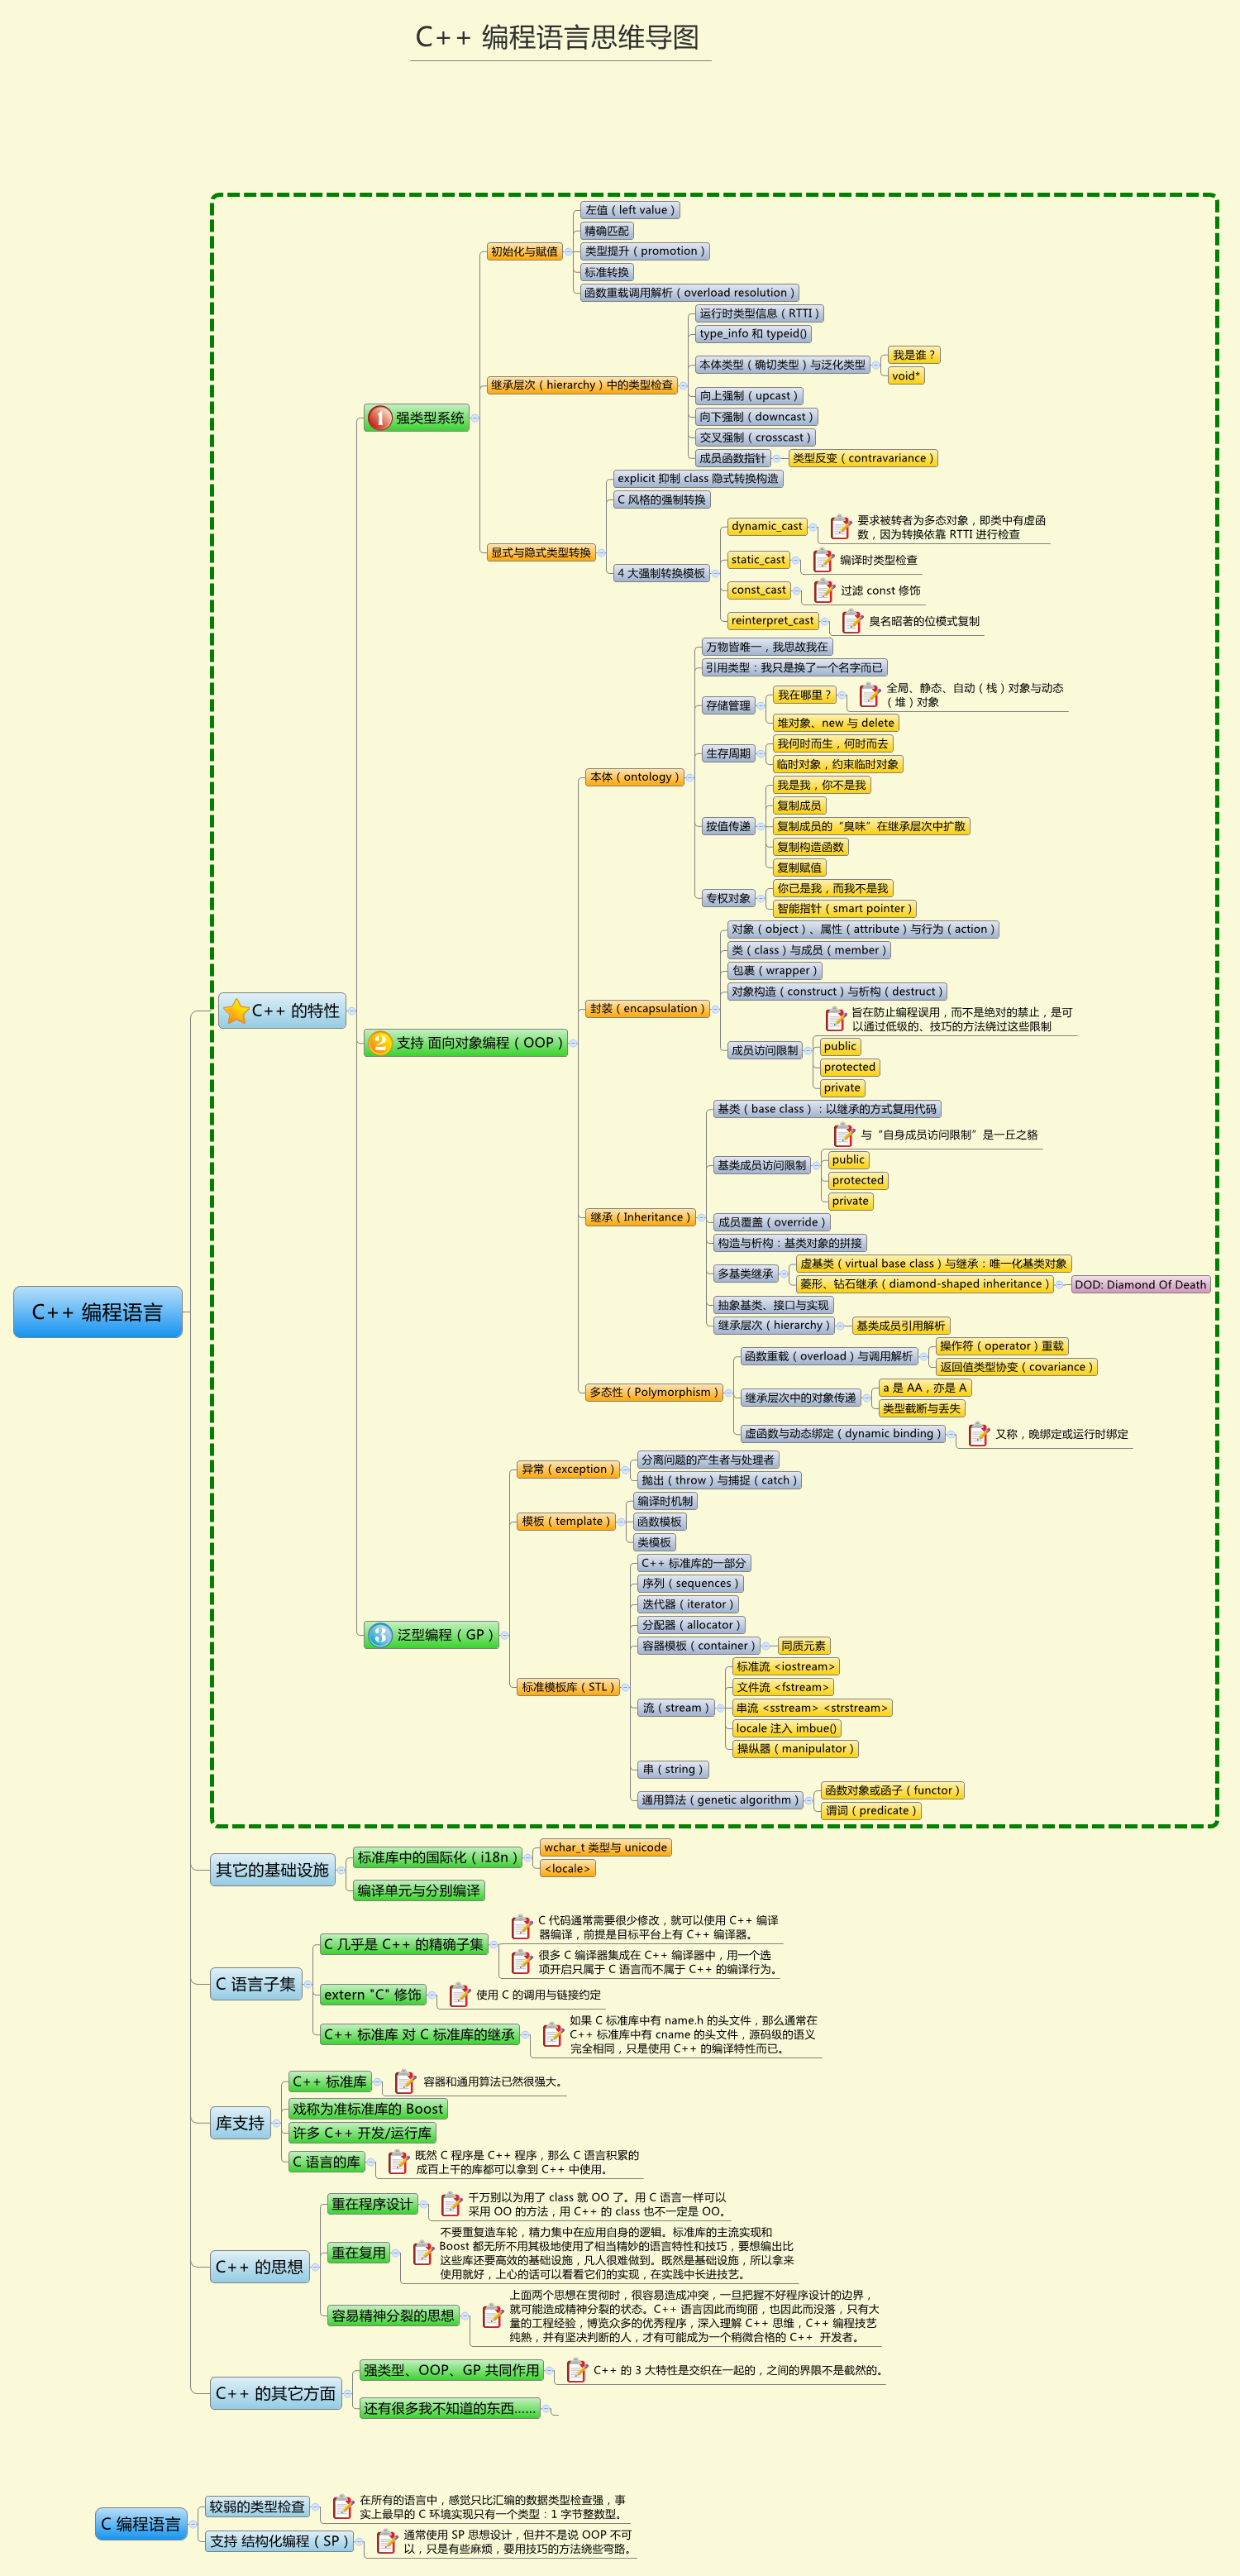 C++ 编程语言思维导图
C++ 编程语言
C++ 的特性
强类型系统
初始化与赋值
左值 ( left value )
精确匹配
类型提升 ( promotion )
标准转换
函数重载调用解析 ( overload resolution )
继承层次 ( hierarchy ) 中的类型检查
运行时类型信息 ( RTTI )
type_info 和 typeid()
本体类型 ( 确切类型 ) 与泛化类型
我是谁 ?
void*
向上强制 ( upcast )
向下强制 ( downcast )
交叉强制 ( crosscast )
成员函数指针
类型反变 ( contravariance )
显式与隐式类型转换
explicit 抑制 class 隐式转换构造
C 风格的强制转换
4 大强制转换模板
dynamic_cast
要求被转者为多态对象，即类中有虚函
数，因为转换依靠 RTTI 进行检查
static_cast
编译时类型检查
const_cast
过滤 const 修饰
reinterpret_cast
臭名昭著的位模式复制
支持 面向对象编程 ( OOP )
本体 ( ontology )
万物皆唯一，我思故我在
引用类型：我只是换了一个名字而已
存储管理
我在哪里 ?
全局、静态、自动 ( 栈 ) 对象与动态
( 堆 ) 对象
堆对象、new 与 delete
生存周期
我何时而生，何时而去
临时对象，约束临时对象
按值传递
我是我，你不是我
复制成员
复制成员的“臭味”在继承层次中扩散
复制构造函数
复制赋值
专权对象
你已是我，而我不是我
智能指针 ( smart pointer )
封装 ( encapsulation )
对象 ( object ) 、属性 ( attribute ) 与行为 ( action )
类 ( class ) 与成员 ( member )
包裹 ( wrapper )
对象构造 ( construct ) 与析构 ( destruct )
成员访问限制
旨在防止编程误用，而不是绝对的禁止，是可
以通过低级的、技巧的方法绕过这些限制
public
protected
private
继承 ( Inheritance )
基类 ( base class ) ：以继承的方式复用代码
基类成员访问限制
与“自身成员访问限制”是一丘之貉
public
protected
private
成员覆盖 ( override )
构造与析构：基类对象的拼接
多基类继承
虚基类 ( virtual base class ) 与继承：唯一化基类对象
菱形、钻石继承 ( diamond-shaped inheritance )
DOD: Diamond Of Death
抽象基类、接口与实现
继承层次 ( hierarchy )
基类成员引用解析
多态性 ( Polymorphism )
函数重载 ( overload ) 与调用解析
操作符 ( operator ) 重载
返回值类型协变 ( covariance )
继承层次中的对象传递
a 是 AA，亦是 A
类型截断与丢失
虚函数与动态绑定 ( dynamic binding )
又称，晚绑定或运行时绑定
泛型编程 ( GP )
异常 ( exception )
分离问题的产生者与处理者
抛出 ( throw ) 与捕捉 ( catch )
模板 ( template )
编译时机制
函数模板
类模板
标准模板库 ( STL )
C++ 标准库的一部分
序列 ( sequences )
迭代器 ( iterator )
分配器 ( allocator )
容器模板 ( container )
同质元素
流 ( stream )
标准流 <iostream>
文件流 <fstream>
串流 <sstream> <strstream>
locale 注入 imbue()
操纵器 ( manipulator )
串 ( string )
通用算法 ( genetic algorithm )
函数对象或函子 ( functor )
谓词 ( predicate )
其它的基础设施
标准库中的国际化 ( i18n )
wchar_t 类型与 unicode
<locale>
编译单元与分别编译
C 语言子集
C 几乎是 C++ 的精确子集
C 代码通常需要很少修改，就可以使用 C++ 编译
器编译，前提是目标平台上有 C++ 编译器。
很多 C 编译器集成在 C++ 编译器中，用一个选
项开启只属于 C 语言而不属于 C++ 的编译行为。
extern "C" 修饰
使用 C 的调用与链接约定
C++ 标准库 对 C 标准库的继承
如果 C 标准库中有 name.h 的头文件，那么通常在
C++ 标准库中有 cname 的头文件，源码级的语义
完全相同，只是使用 C++ 的编译特性而已。
库支持
C++ 标准库
容器和通用算法已然很强大。
戏称为准标准库的 Boost
许多 C++ 开发/运行库
C 语言的库
既然 C 程序是 C++ 程序，那么 C 语言积累的
成百上千的库都可以拿到 C++ 中使用。
C++ 的思想
重在程序设计
千万别以为用了 class 就 OO 了。用 C 语言一样可以
采用 OO 的方法，用 C++ 的 class 也不一定是 OO。
重在复用
不要重复造车轮，精力集中在应用自身的逻辑。标准库的主流实现和
Boost 都无所不用其极地使用了相当精妙的语言特性和技巧，要想编出比
这些库还要高效的基础设施，凡人很难做到。既然是基础设施，所以拿来
使用就好，上心的话可以看看它们的实现，在实践中长进技艺。
容易精神分裂的思想
上面两个思想在贯彻时，很容易造成冲突，一旦把握不好程序设计的边界，
就可能造成精神分裂的状态。C++ 语言因此而绚丽，也因此而没落，只有大
量的工程经验，博览众多的优秀程序，深入理解 C++ 思维，C++ 编程技艺
纯熟，并有坚决判断的人，才有可能成为一个稍微合格的 C++ 开发者。
C++ 的其它方面
强类型、OOP、GP 共同作用
C++ 的 3 大特性是交织在一起的，之间的界限不是截然的。
还有很多我不知道的东西……
C 编程语言
较弱的类型检查
在所有的语言中，感觉只比汇编的数据类型检查强，事
实上最早的 C 环境实现只有一个类型：1 字节整数型。
支持 结构化编程 ( SP )
通常使用 SP 思想设计，但并不是说 OOP 不可
以，只是有些麻烦，要用技巧的方法绕些弯路。